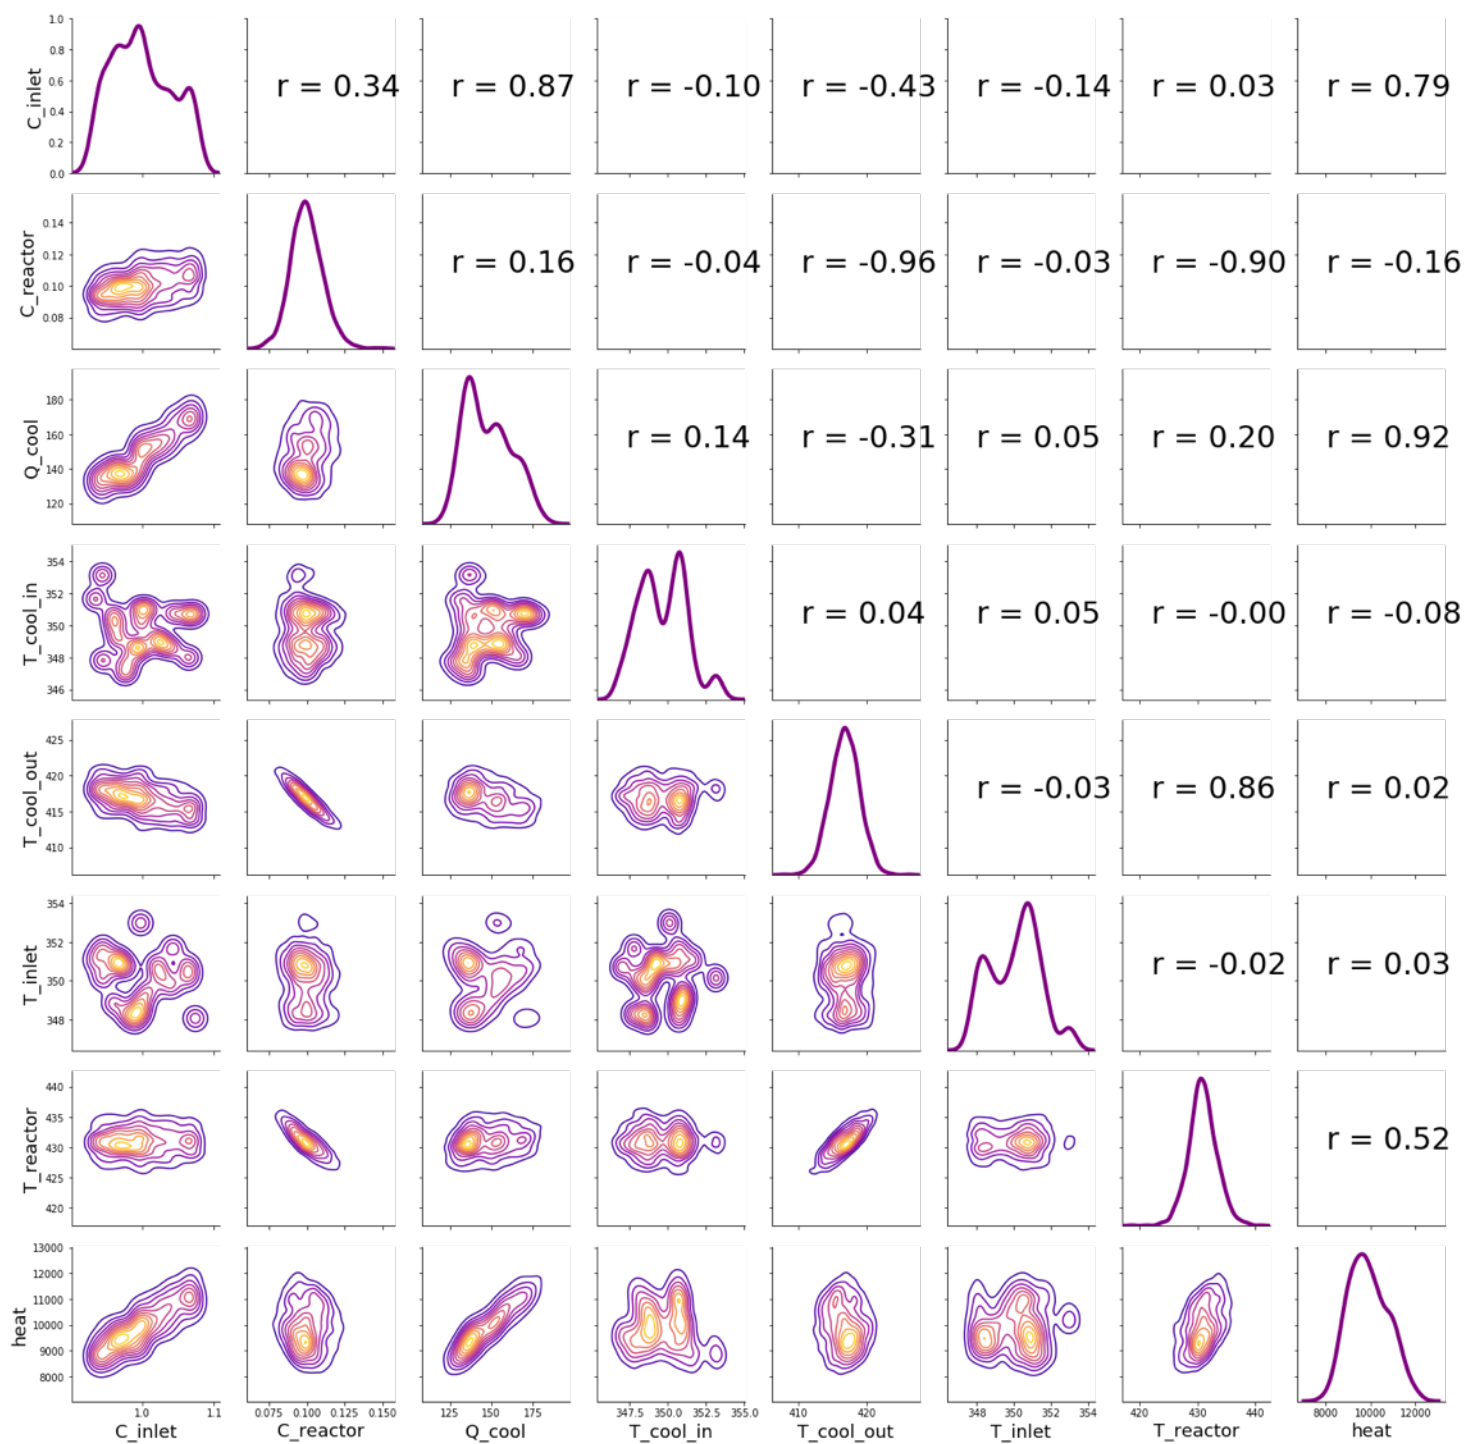 1.0
0.8
0.6
0.4
0.2
0.0
C_inlet
r = 0.34
r = 0.87
r = -0.10
r = -0.43
r = -0.14
r = 0.03
r = 0.79
0.14
0.12
0.10
0.08
C_reactor
r = 0.16
r = -0.04
r = -0.96
r = -0.03
r = -0.90
r = -0.16
180
160
140
120
Q_cool
r = 0.14
r = -0.31
r = 0.05
r = 0.20
r = 0.92
354
352
350
348
346
T_cool_in
r = 0.04
r = 0.05
r = -0.00
r = -0.08
425
420
415
410
T_cool_out
r = -0.03
r = 0.86
r = 0.02
354
352
350
348
T_inlet
r = -0.02
r = 0.03
440
435
430
425
420
T_reactor
r = 0.52
13000
12000
11000
10000
9000
8000
heat
1.0 1.1
0.075 0.100 0.125 0.150
125 150 175
347.5 350.0 352.5 355.0
410 420
348 350 352 354
420 430 440
8000 10000 12000
C_inlet
C_reactor
Q_cool
T_cool_in
T_cool_out
T_inlet
T_reactor
heat